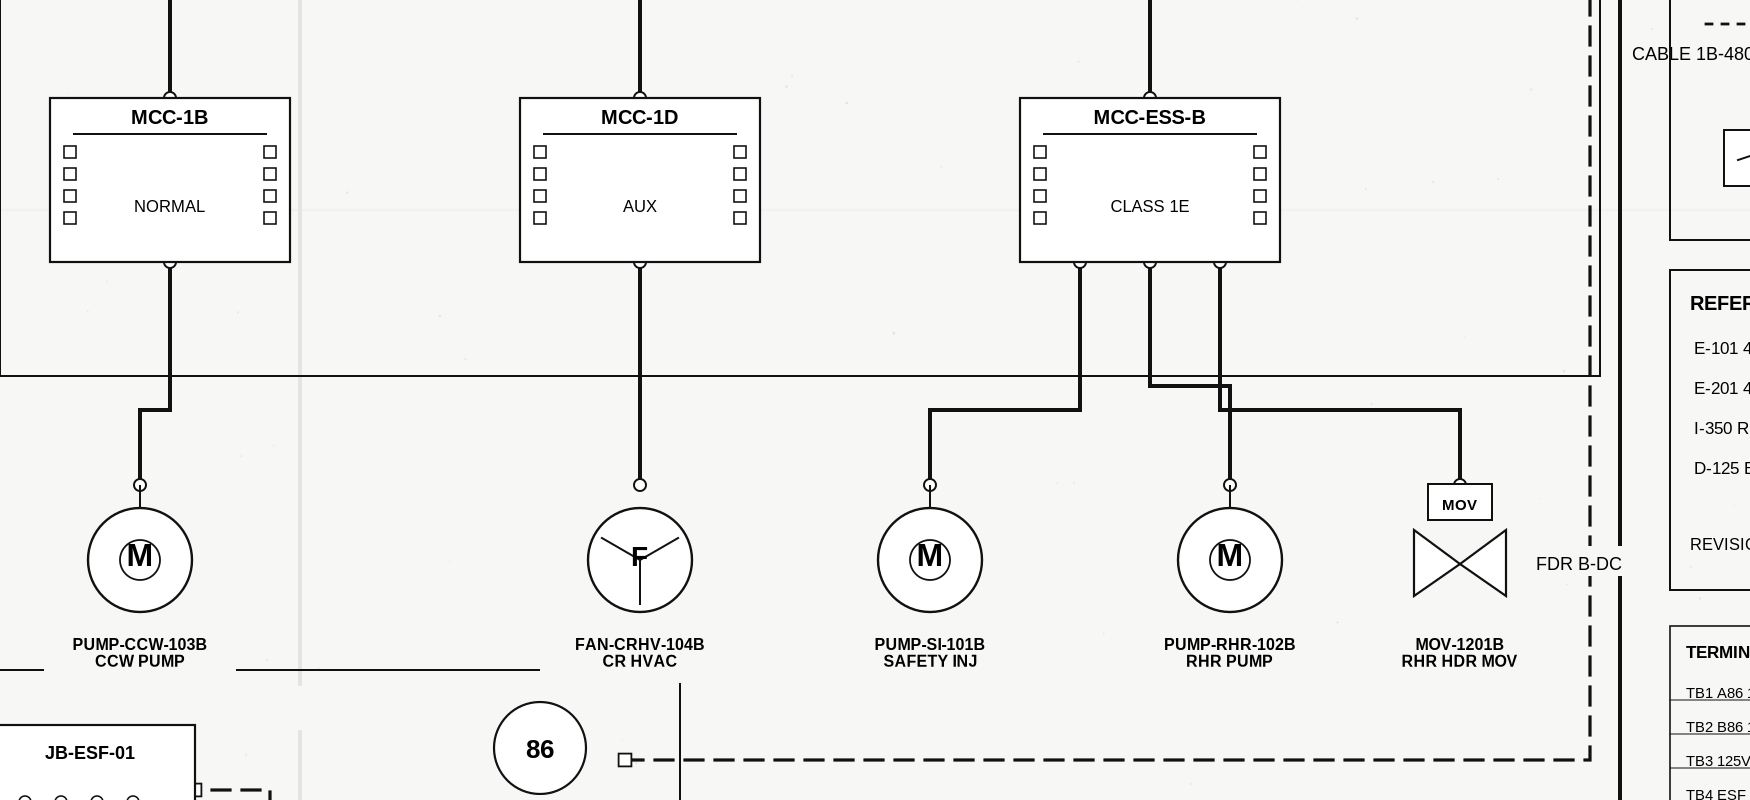 CABLE 1B-480
MCC-1B
NORMAL
MCC-1D
AUX
MCC-ESS-B
CLASS 1E
REFER
E-101 4
E-201 4
I-350 R
D-125 E
REVISIO
M
F
M
M
MOV
FDR B-DC
PUMP-CCW-103B
CCW PUMP
FAN-CRHV-104B
CR HVAC
PUMP-SI-101B
SAFETY INJ
PUMP-RHR-102B
RHR PUMP
MOV-1201B
RHR HDR MOV
JB-ESF-01
86
TERMIN
TB1 A86 1
TB2 B86 1
TB3 125V
TB4 ESF